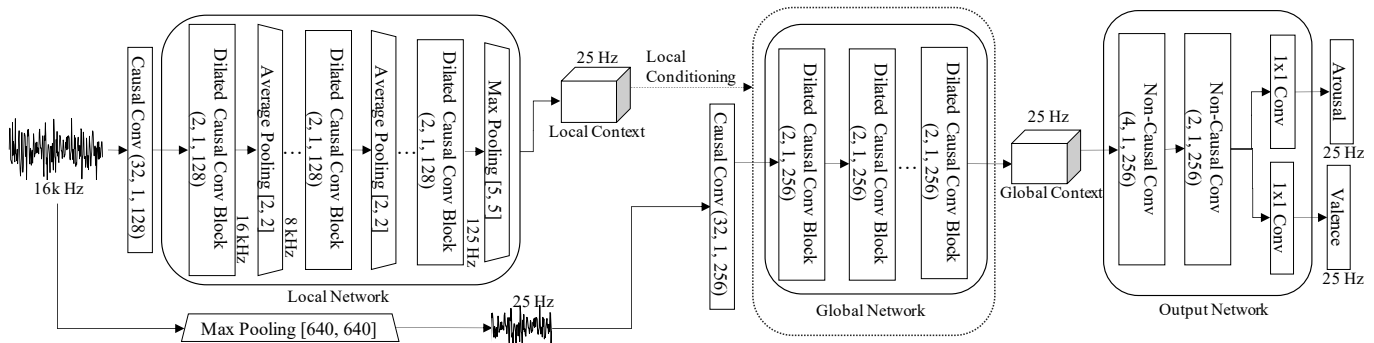 16k Hz
Causal Conv (32, 1, 128)
Dilated Causal Conv Block
(2, 1, 128)
16 kHz
Average Pooling [2, 2]
8 kHz
...
Dilated Causal Conv Block
(2, 1, 128)
Average Pooling [2, 2]
...
Dilated Causal Conv Block
(2, 1, 128)
125 Hz
Max Pooling [5, 5]
Local Network
25 Hz
Local Context
Local
Conditioning
Max Pooling [640, 640]
25 Hz
Causal Conv (32, 1, 256)
Dilated Causal Conv Block
(2, 1, 256)
Dilated Causal Conv Block
(2, 1, 256)
...
Dilated Causal Conv Block
(2, 1, 256)
Global Network
25 Hz
Global Context
Non-Causal Conv
(4, 1, 256)
Non-Causal Conv
(2, 1, 256)
1x1 Conv
1x1 Conv
Output Network
Arousal
25 Hz
Valence
25 Hz